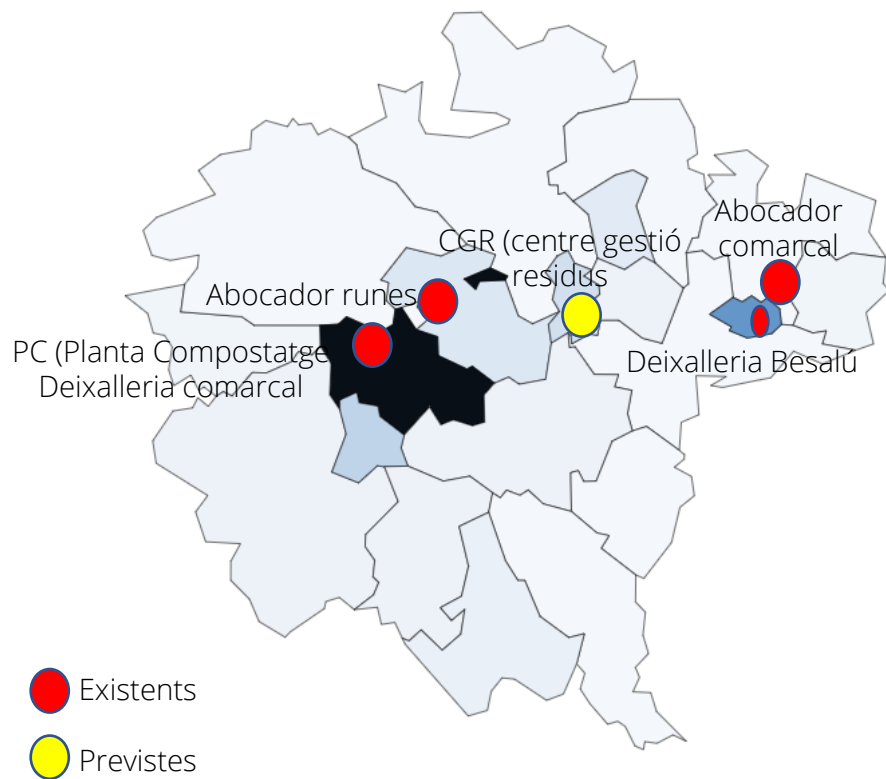 Abocador
comarcal
CGR (centre gestió
residus
Abocador runes
PC (Planta Compostatge
Deixalleria comarcal
Deixalleria Besalú
Existents
Previstes